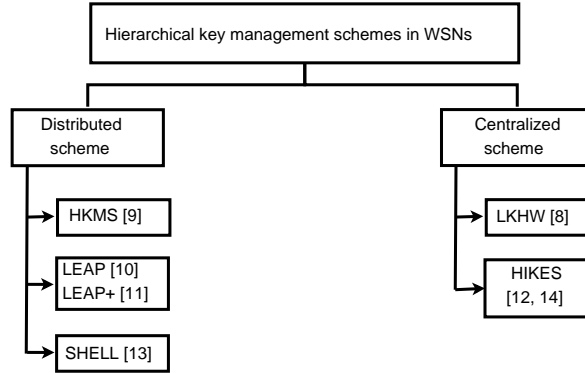 Hierarchical key management schemes in WSNs
Distributed
scheme
HKMS [9]
LEAP [10]
LEAP+ [11]
SHELL [13]
Centralized
scheme
LKHW [8]
HIKES
[12, 14]